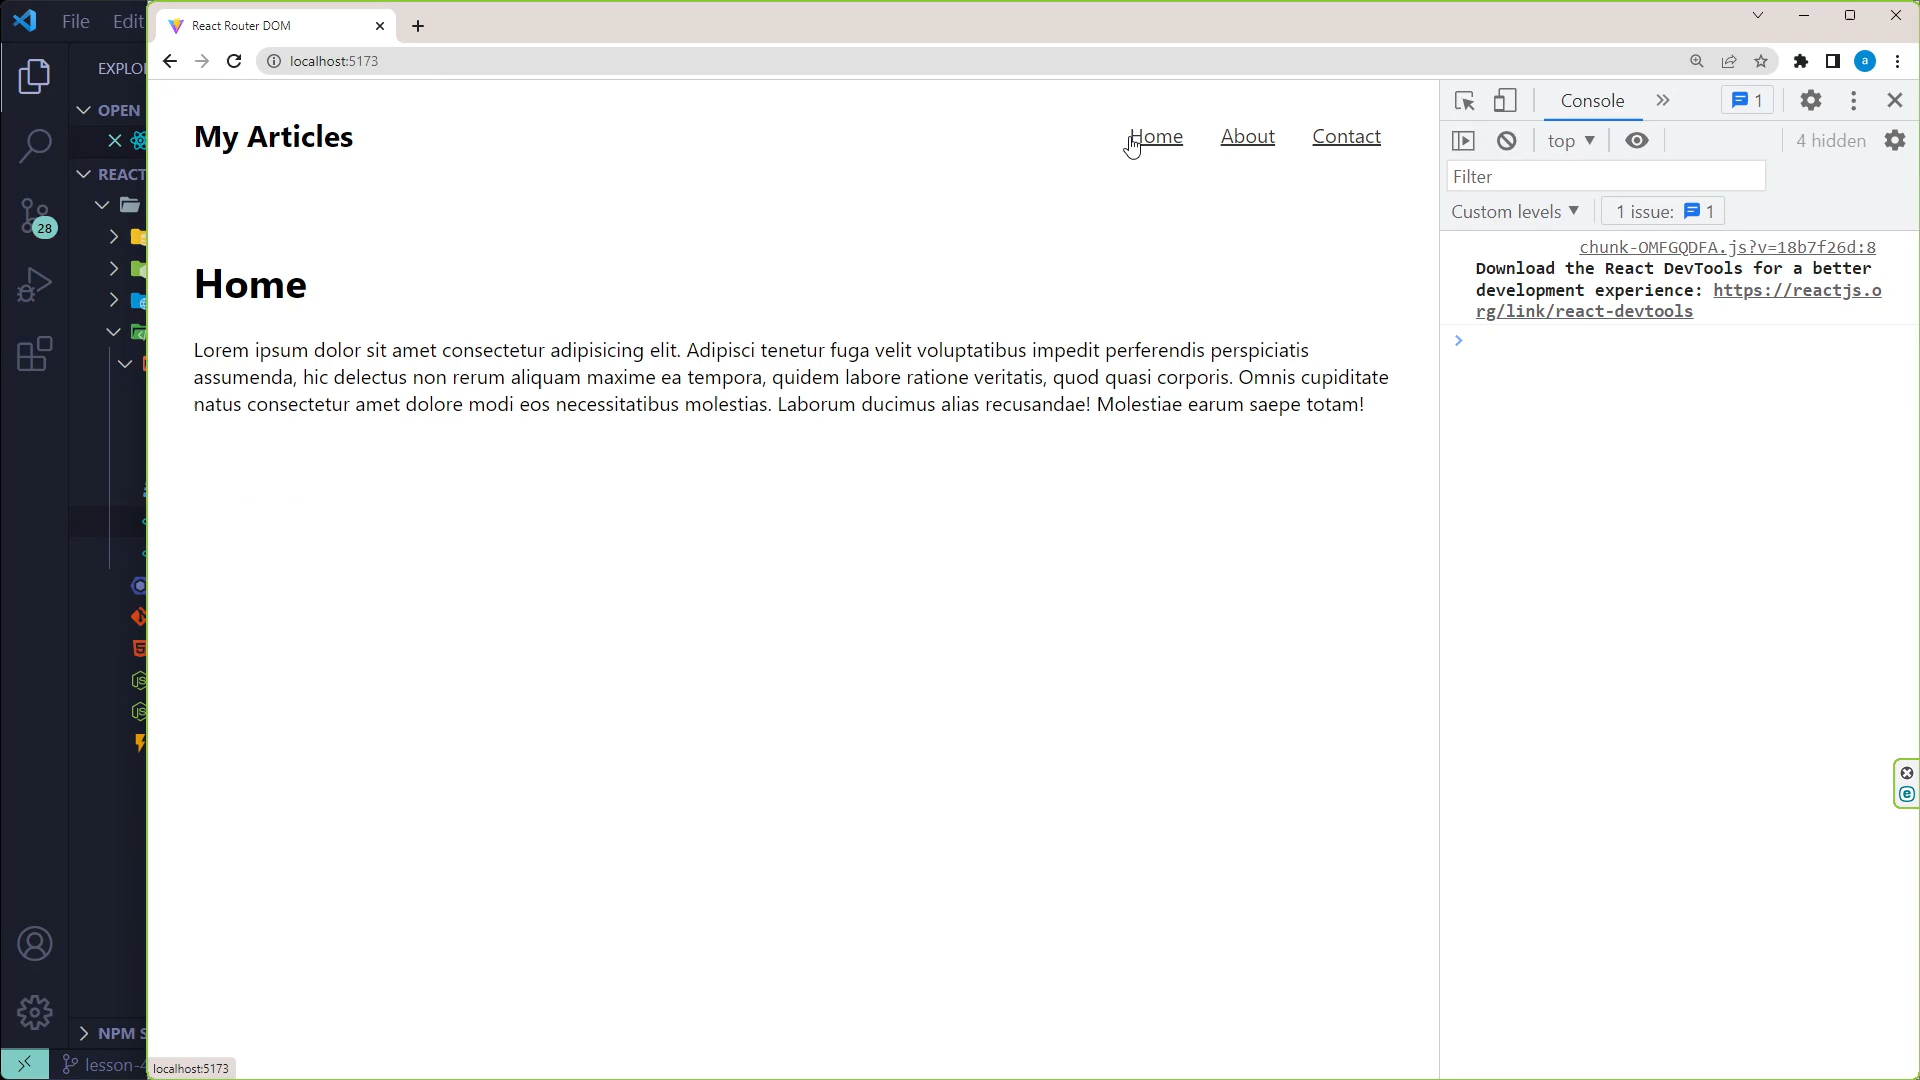 File Edit
React Router DOM
localhost:5173
a
EXPLO
OPEN
REACT
28
NPM S
lesson-4
My Articles
Home
About
Contact
Home
Lorem ipsum dolor sit amet consectetur adipisicing elit. Adipisci tenetur fuga velit voluptatibus impedit perferendis perspiciatis
assumenda, hic delectus non rerum aliquam maxime ea tempora, quidem labore ratione veritatis, quod quasi corporis. Omnis cupiditate
natus consectetur amet dolore modi eos necessitatibus molestias. Laborum ducimus alias recusandae! Molestiae earum saepe totam!
localhost:5173
Console
1
top
4 hidden
Filter
Custom levels
1 issue: 1
chunk-OMFGQDFA.js?v=18b7f26d:8
Download the React DevTools for a better
development experience: https://reactjs.o
rg/link/react-devtools